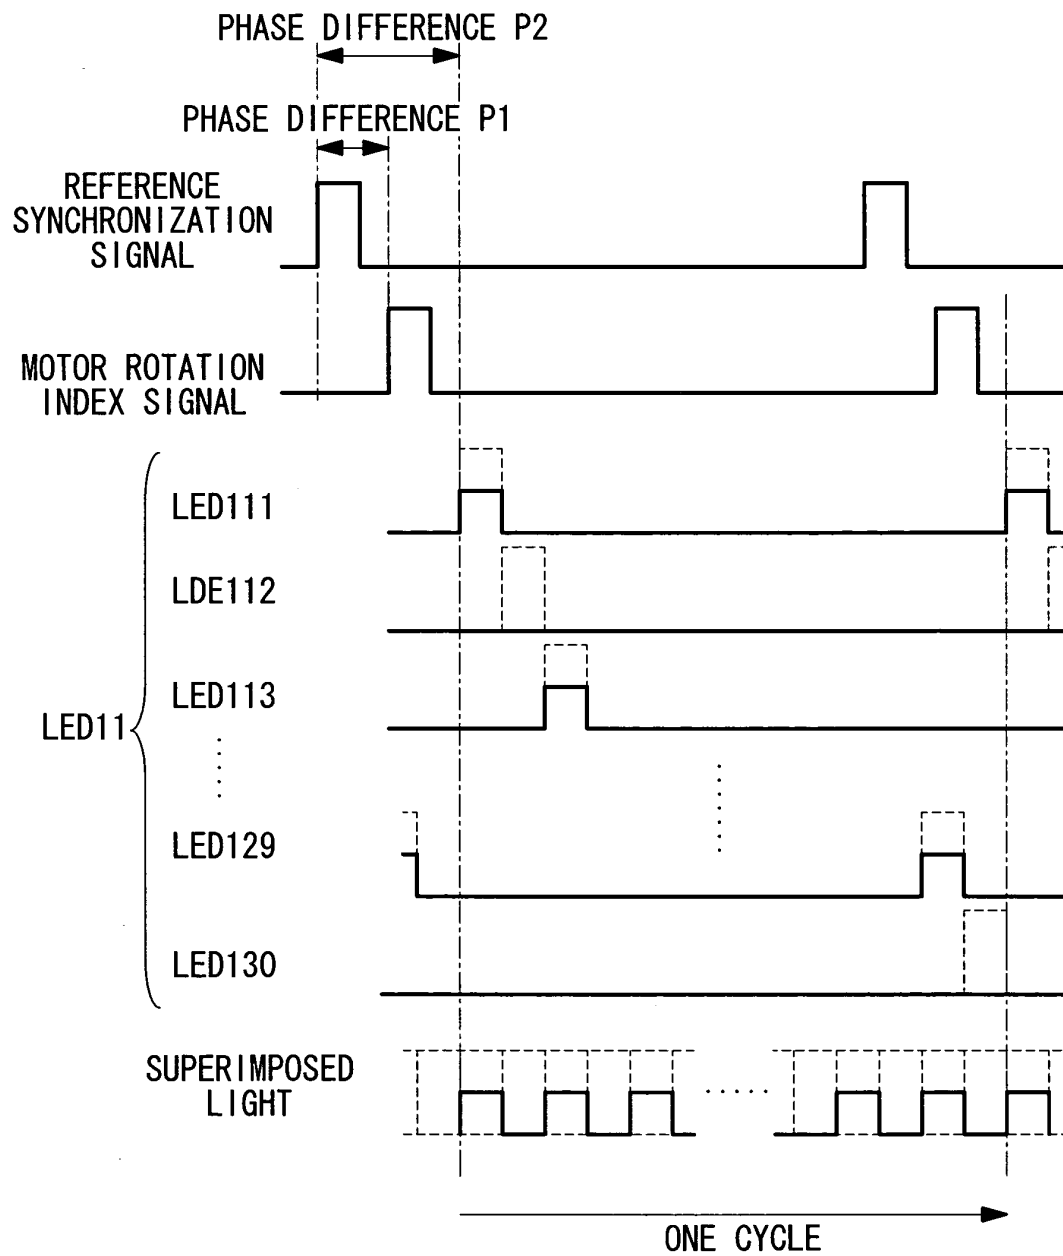 PHASE DIFFERENCE P2
PHASE DIFFERENCE P1
REFERENCE
SYNCHRONIZATION
SIGNAL
MOTOR ROTATION
INDEX SIGNAL
LED111
LDE112
LED113
LED11
LED129
LED130
SUPERIMPOSED
LIGHT
ONE CYCLE